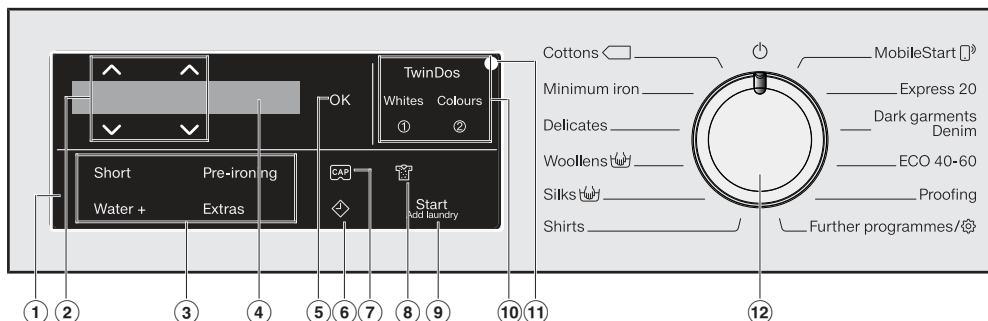 TwinDos
OK
Whites Colours
① ②
Short Pre-ironing
CAP
Water + Extras
Start
Add laundry
Cottons
Minimum iron
Delicates
Woollens
Silks
Shirts
MobileStart
Express 20
Dark garments
Denim
ECO 40-60
Proofing
Further programmes/
① ② ③ ④ ⑤ ⑥ ⑦ ⑧ ⑨ ⑩ ⑪ ⑫